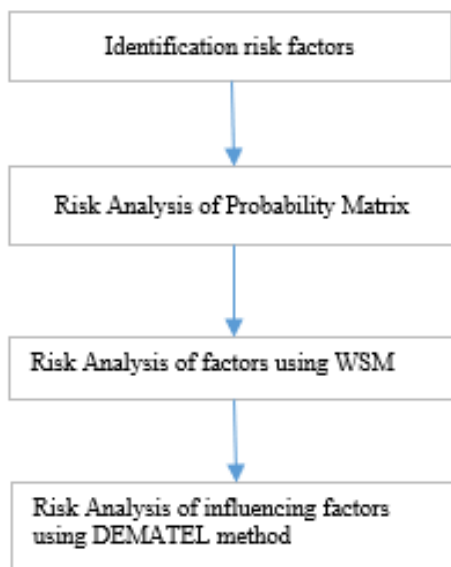 Identification risk factors
Risk Analysis of Probability Matrix
Risk Analysis of factors using WSM
Risk Analysis of influencing factors
using DEMATEL method